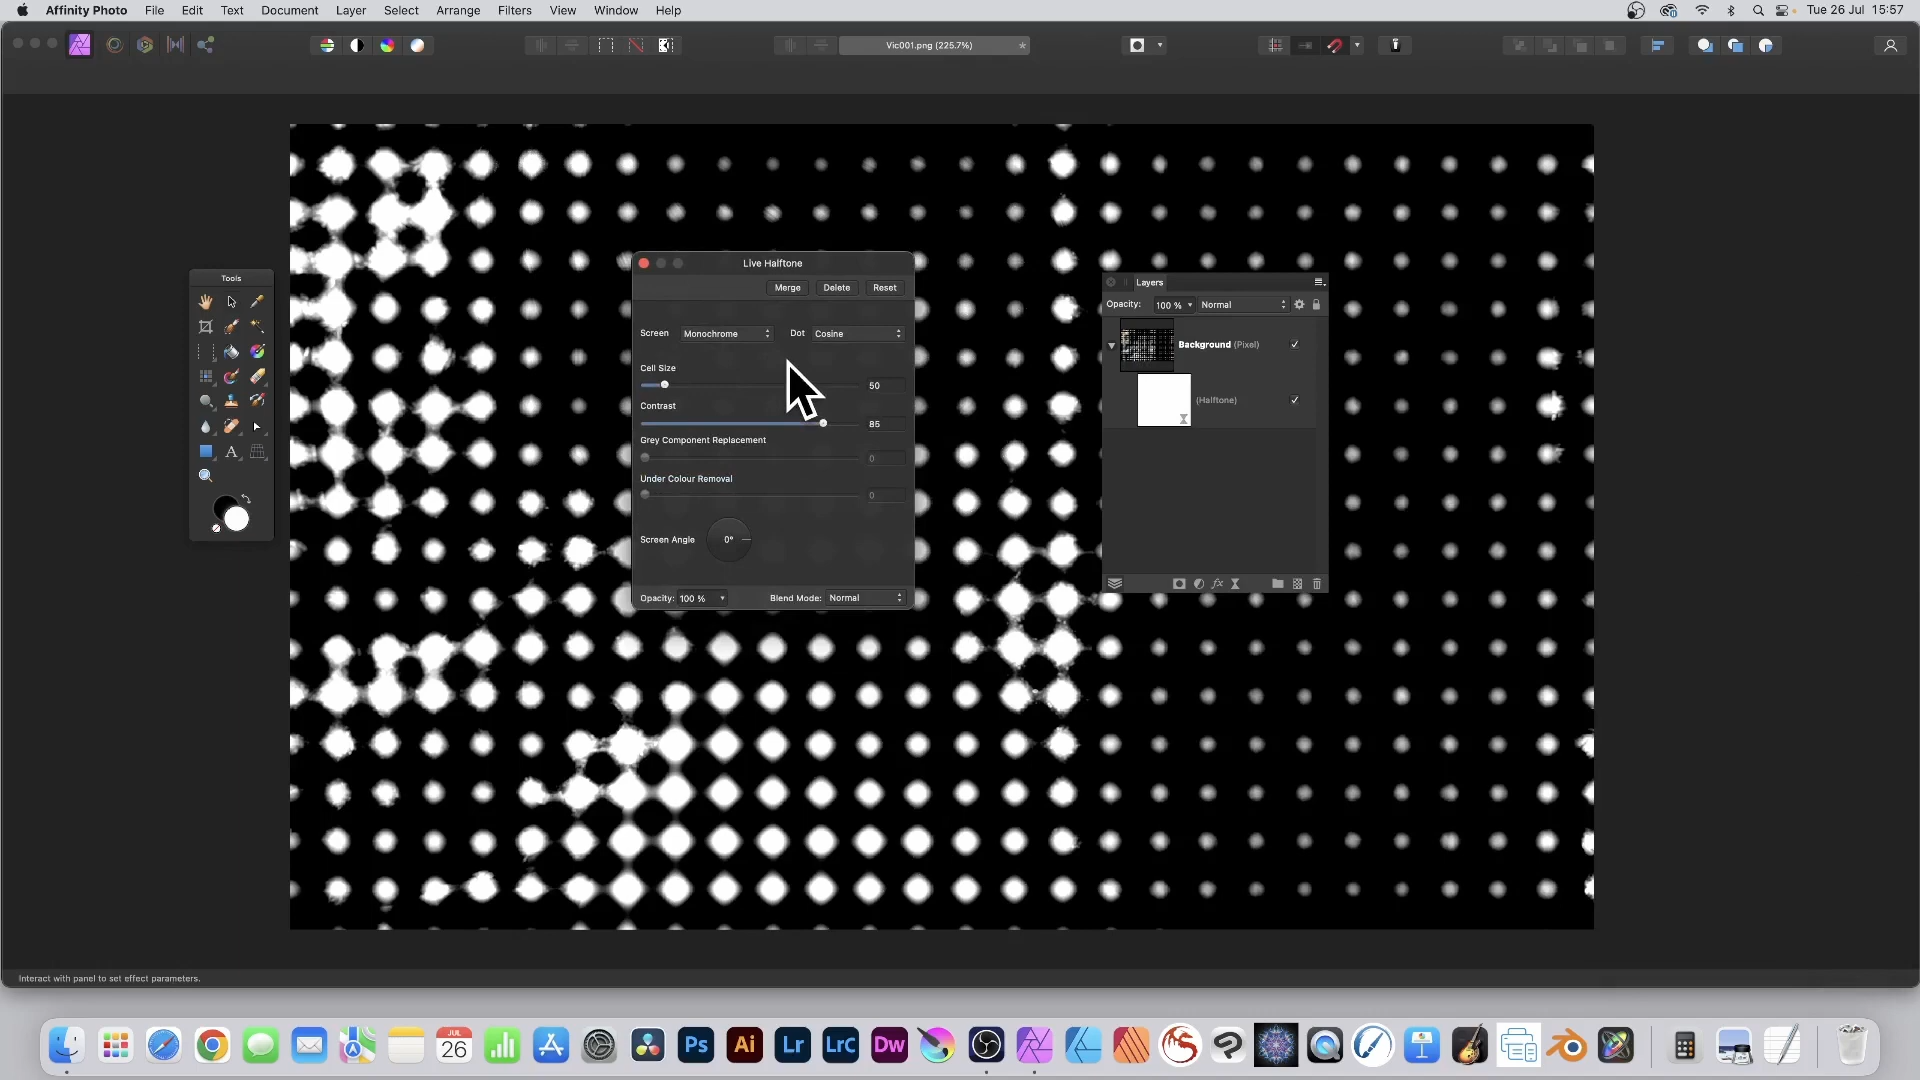 Affinity Photo File Edit Text Document Layer Select Arrange Filters View Window Help Tue 26 Jul 15:57
Vic001.png (225.7%)
Tools
Live Halftone
Merge Delete Reset
Screen Monochrome Dot Cosine
Cell Size
50
Contrast
85
Grey Component Replacement
0
Under Colour Removal
0
Screen Angle 0°
Opacity: 100 % Blend Mode: Normal
Layers
Opacity: 100 % Normal
Background (Pixel)
(Halftone)
A
fx
Interact with panel to set effect parameters.
JUL
26
Ps
Ai
Lr
LrC
Dw